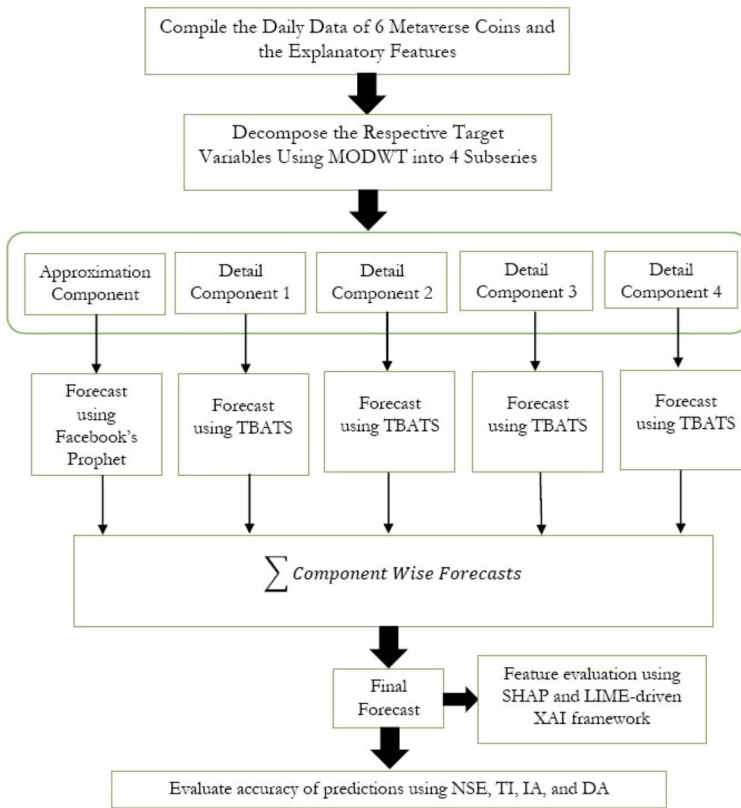 Compile the Daily Data of 6 Metaverse Coins and
the Explanatory Features
Decompose the Respective Target
Variables Using MODWT into 4 Subseries
Approximation
Component
Detail
Component 1
Detail
Component 2
Detail
Component 3
Detail
Component 4
Forecast
using
Facebook's
Prophet
Forecast
using TBATS
Forecast
using TBATS
Forecast
using TBATS
Forecast
using TBATS
∑ Component Wise Forecasts
Final
Forecast
Feature evaluation using
SHAP and LIME-driven
XAI framework
Evaluate accuracy of predictions using NSE, TI, IA, and DA